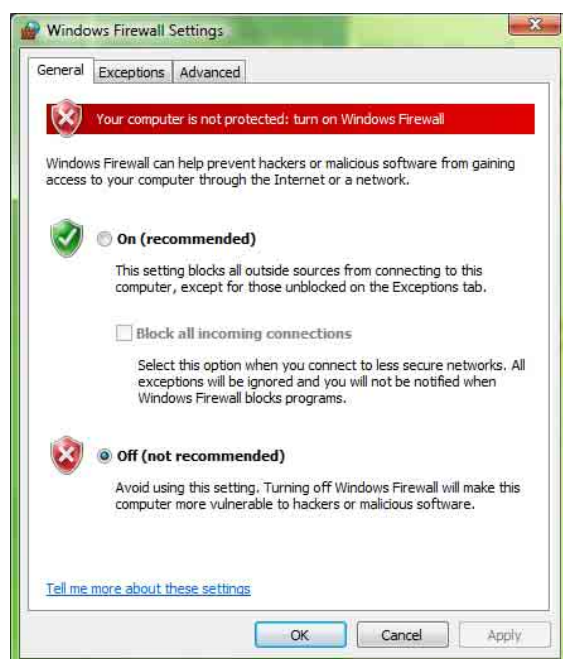 Windows Firewall Settings
General Exceptions Advanced
Your computer is not protected: turn on Windows Firewall
Windows Firewall can help prevent hackers or malicious software from gaining
access to your computer through the Internet or a network.
On (recommended)
This setting blocks all outside sources from connecting to this
computer, except for those unblocked on the Exceptions tab.
Block all incoming connections
Select this option when you connect to less secure networks. All
exceptions will be ignored and you will not be notified when
Windows Firewall blocks programs.
Off (not recommended)
Avoid using this setting. Turning off Windows Firewall will make this
computer more vulnerable to hackers or malicious software.
Tell me more about these settings
OK Cancel Apply